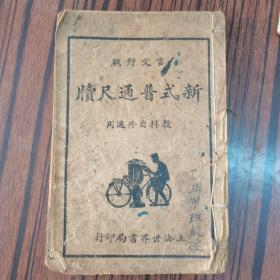 言文對照
新式普通尺牘
教科自修適用
上海世界書局印行